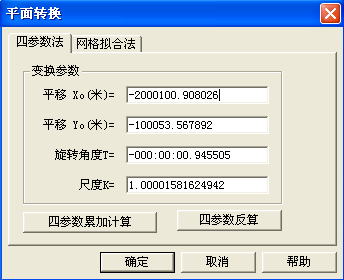 平面转换
四参数法 网格拟合法
变换参数
平移 Xo(米)= -2000100.908026
平移 Yo(米)= -100053.567892
旋转角度T= -000:00:00.945505
尺度K= 1.00001581624942
四参数累加计算 四参数反算
确定 取消 帮助